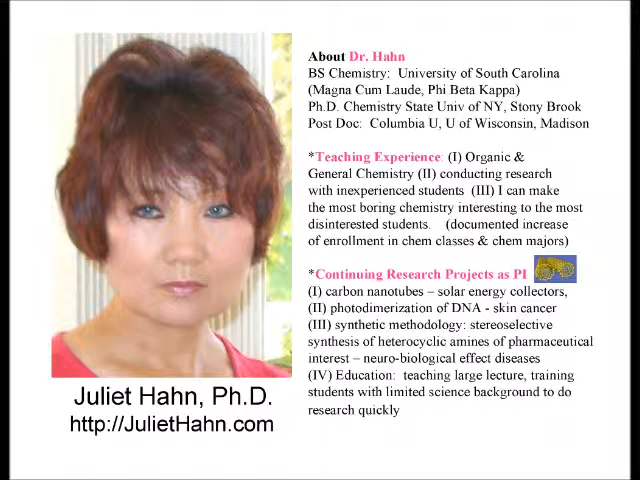 About Dr. Hahn
BS Chemistry: University of South Carolina
(Magna Cum Laude, Phi Beta Kappa)
Ph.D. Chemistry State Univ of NY, Stony Brook
Post Doc: Columbia U, U of Wisconsin, Madison
*Teaching Experience: (I) Organic &
General Chemistry (II) conducting research
with inexperienced students (III) I can make
the most boring chemistry interesting to the most
disinterested students. (documented increase
of enrollment in chem classes & chem majors)
*Continuing Research Projects as PI
(I) carbon nanotubes – solar energy collectors,
(II) photodimerization of DNA - skin cancer
(III) synthetic methodology: stereoselective
synthesis of heterocyclic amines of pharmaceutical
interest – neuro-biological effect diseases
(IV) Education: teaching large lecture, training
students with limited science background to do
research quickly
Juliet Hahn, Ph.D.
http://JulietHahn.com